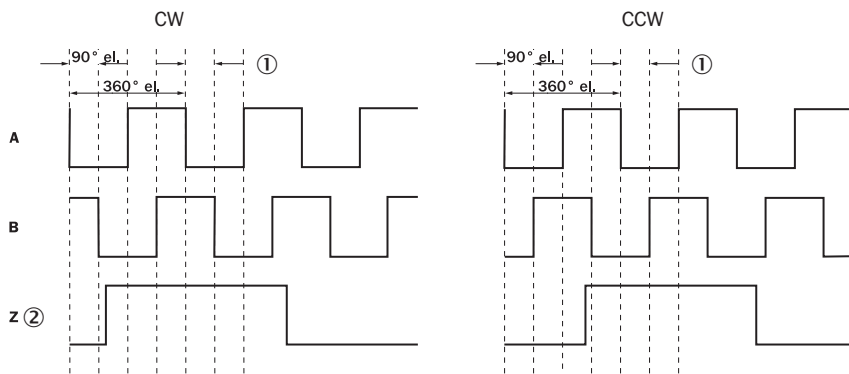 CW CCW
90° el. ① 90° el. ①
360° el. 360° el.
A
B
Z ②